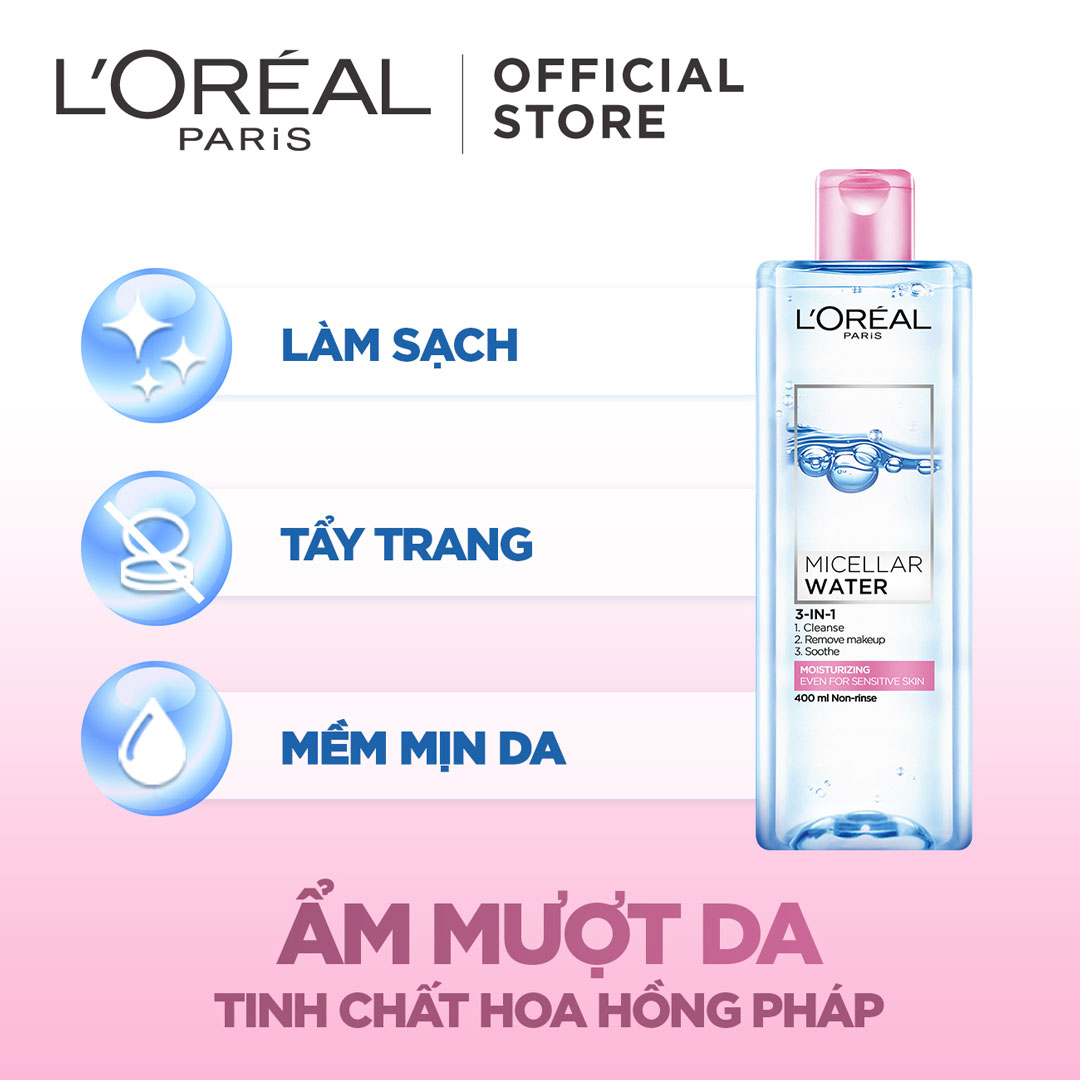 L'ORÉAL
PARiS
OFFICIAL
STORE
LÀM SẠCH
TẨY TRANG
MỀM MỊN DA
L'ORÉAL
PARiS
MICELLAR
WATER
3-IN-1
1. Cleanse
2. Remove makeup
3. Soothe
MOISTURIZING
EVEN FOR SENSITIVE SKIN
400 ml Non-rinse
ẨM MƯỢT DA
TINH CHẤT HOA HỒNG PHÁP